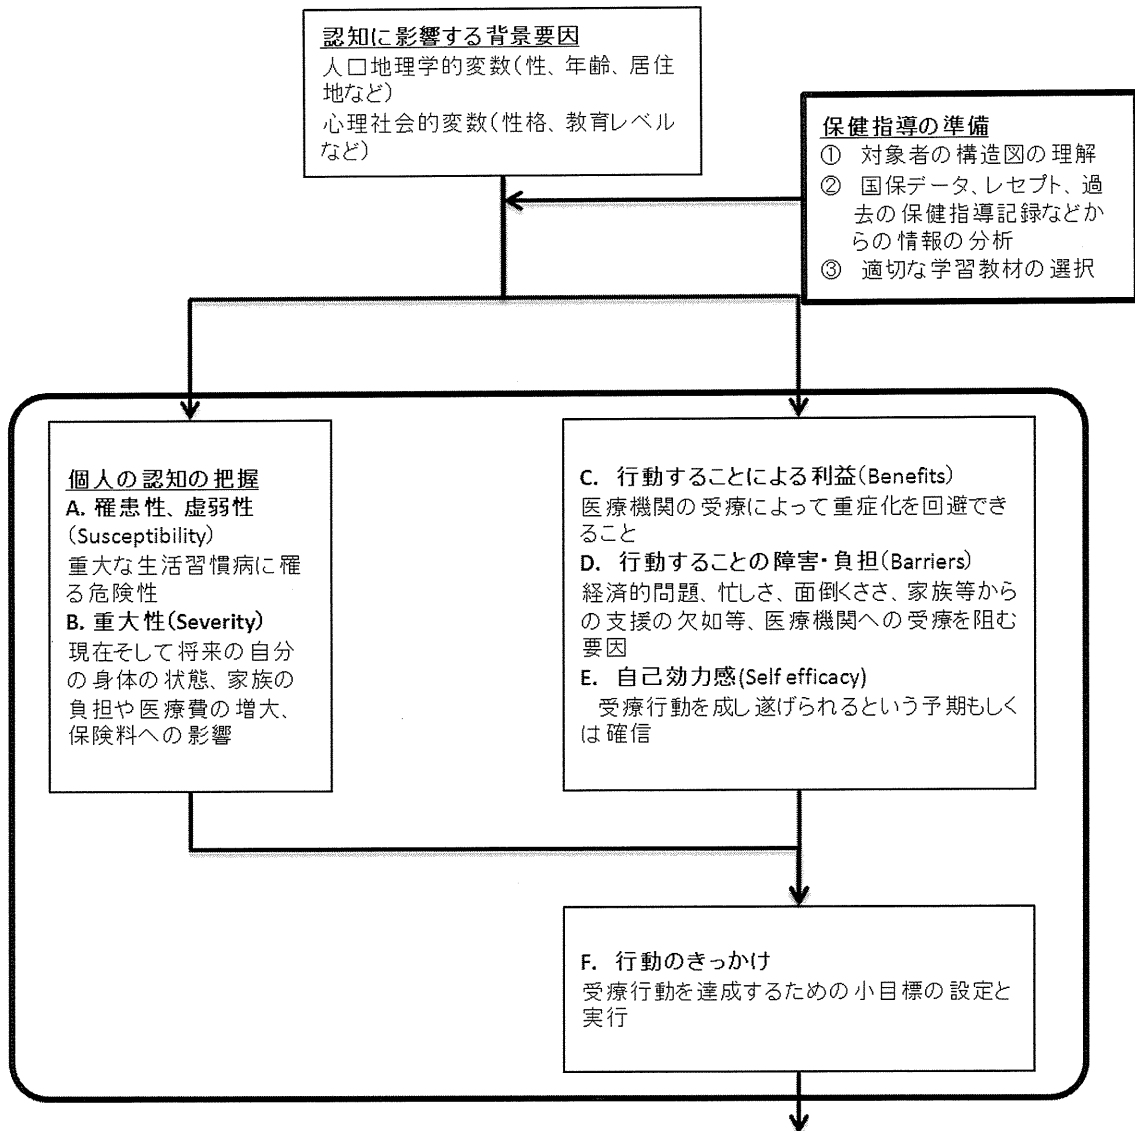 認知に影響する背景要因
人口地理学的変数(性、年齢、居住
地など)
心理社会的変数(性格、教育レベル
など)
保健指導の準備
① 対象者の構造図の理解
② 国保データ、レセプト、過
去の保健指導記録などか
らの情報の分析
③ 適切な学習教材の選択
個人の認知の把握
A. 罹患性、虚弱性
(Susceptibility)
重大な生活習慣病に罹
る危険性
B. 重大性(Severity)
現在そして将来の自分
の身体の状態、家族の
負担や医療費の増大、
保険料への影響
C. 行動することによる利益(Benefits)
医療機関の受療によって重症化を回避でき
ること
D. 行動することの障害・負担(Barriers)
経済的問題、忙しさ、面倒くささ、家族等から
の支援の欠如等、医療機関への受療を阻む
要因
E. 自己効力感(Self efficacy)
受療行動を成し遂げられるという予期もしく
は確信
F. 行動のきっかけ
受療行動を達成するための小目標の設定と
実行